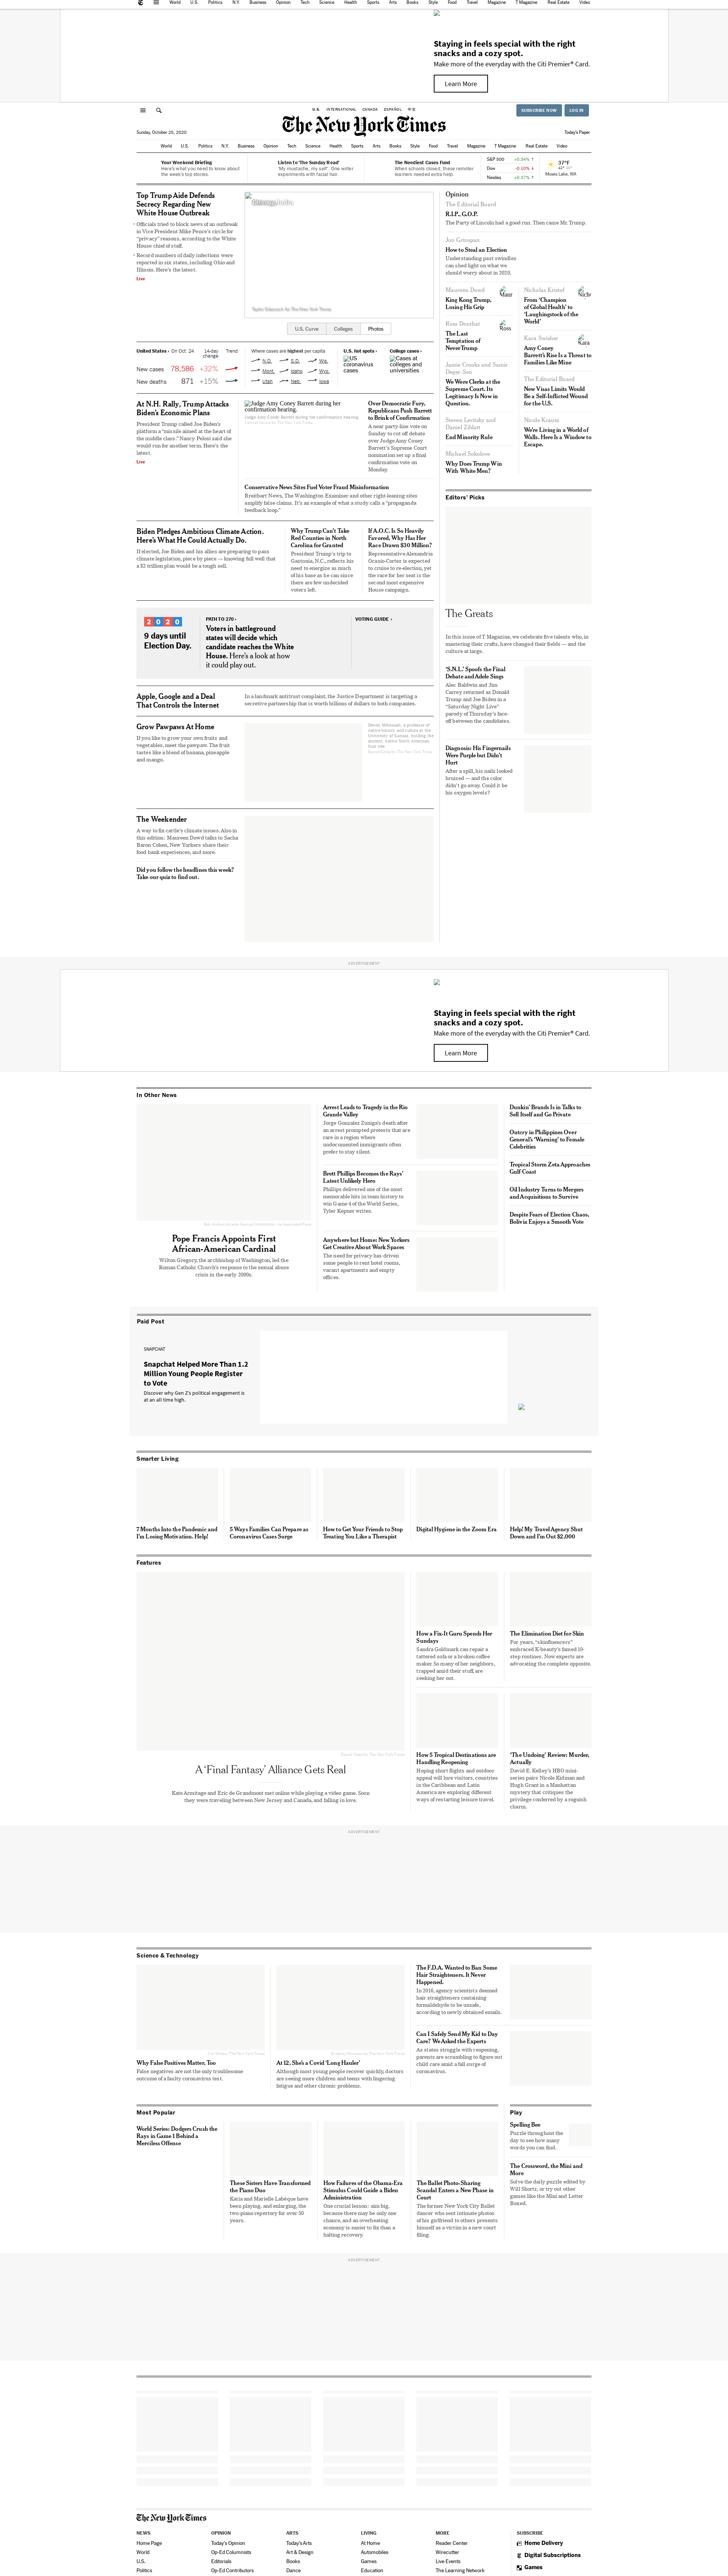 World U.S. Politics N.Y. Business Opinion Tech Science Health Sports Arts Books Style Food Travel Magazine T Magazine Real Estate Video
Staying in feels special with the right
snacks and a cozy spot.
Make more of the everyday with the Citi Premier® Card.
Learn More
U.S. INTERNATIONAL CANADA ESPAÑOL 中文
SUBSCRIBE NOW LOG IN
The New York Times
Sunday, October 25, 2020
Today's Paper
World U.S. Politics N.Y. Business Opinion Tech Science Health Sports Arts Books Style Food Travel Magazine T Magazine Real Estate Video
Your Weekend Briefing
Here's what you need to know about
the week's top stories.
Listen to 'The Sunday Read'
'My mustache, my self'. One writer
experiments with facial hair.
The Neediest Cases Fund
When schools closed, these reminder
learners needed extra help.
S&P 500 +0.34% ↑
Dow -0.10% ↓
Nasdaq +0.37% ↑
37°F
Moses Lake, WA
Top Trump Aide Defends
Secrecy Regarding New
White House Outbreak
Officials tried to block news of an outbreak
in Vice President Mike Pence's circle for
"privacy" reasons, according to the White
House chief of staff.
Record numbers of daily infections were
reported in six states, including Ohio and
Illinois. Here's the latest.
Live
Taylor Glascock for The New York Times
U.S. Curve Colleges Photos
United States › On Oct. 24 14-day
change Trend
New cases 78,586 +32%
New deaths 871 +15%
Where cases are highest per capita
N.D. S.D. Wis.
Mont. Idaho Wyo.
Utah Neb. Iowa
U.S. hot spots ›
US
coronavirus
cases
College cases ›
Cases at
colleges and
universities
At N.H. Rally, Trump Attacks
Biden's Economic Plans
President Trump called Joe Biden's
platform a "missile aimed at the heart of
the middle class." Nancy Pelosi said she
would run for another term. Here's the
latest.
Live
Judge Amy Coney Barrett during her
confirmation hearing.
Judge Amy Coney Barrett during her confirmation hearing.
Over Democratic Fury,
Republicans Push Barrett
to Brink of Confirmation
A near party-line vote on
Sunday to cut off debate
over Judge Amy Coney
Barrett's Supreme Court
nomination set up a final
confirmation vote on
Monday.
Conservative News Sites Fuel Voter Fraud Misinformation
Breitbart News, The Washington Examiner and other right-leaning sites
amplify false claims. It's an example of what a study calls a "propaganda
feedback loop."
Biden Pledges Ambitious Climate Action.
Here's What He Could Actually Do.
If elected, Joe Biden and his allies are preparing to pass
climate legislation, piece by piece — knowing full well that
a $2 trillion plan would be a tough sell.
Why Trump Can't Take
Red Counties in North
Carolina for Granted
President Trump's trip to
Gastonia, N.C., reflects his
need to energize as much
of his base as he can since
there are few undecided
voters left.
If A.O.C. Is So Heavily
Favored, Why Has Her
Race Drawn $30 Million?
Representative Alexandria
Ocasio-Cortez is expected
to cruise to re-election, yet
the race for her seat is the
second most expensive
House campaign.
2020
9 days until
Election Day.
PATH TO 270 ›
Voters in battleground
states will decide which
candidate reaches the White
House. Here's a look at how
it could play out.
VOTING GUIDE ›
Apple, Google and a Deal
That Controls the Internet
In a landmark antitrust complaint, the Justice Department is targeting a
secretive partnership that is worth billions of dollars to both companies.
Grow Pawpaws At Home
If you like to grow your own fruits and
vegetables, meet the pawpaw. The fruit
tastes like a blend of banana, pineapple
and mango.
Devon Mihesuah, a professor of
native history and culture at the
University of Kansas, holding the
ancient, native North American
fruit tree.
The Weekender
A way to fix cattle's climate issues. Also in
this edition: Maureen Dowd talks to Sacha
Baron Cohen, New Yorkers share their
food bank experiences, and more.
Did you follow the headlines this week?
Take our quiz to find out.
Opinion
The Editorial Board
R.I.P., G.O.P.
The Party of Lincoln had a good run. Then came Mr. Trump.
Jon Grinspan
How to Steal an Election
Understanding past swindles
can shed light on what we
should worry about in 2020.
Maureen Dowd
King Kong Trump,
Losing His Grip
Ross Douthat
The Last
Temptation of
NeverTrump
Jamie Crooks and Samir
Deger-Sen
We Were Clerks at the
Supreme Court. Its
Legitimacy Is Now in
Question.
Steven Levitsky and
Daniel Ziblatt
End Minority Rule
Michael Sokolove
Why Does Trump Win
With White Men?
Nicholas Kristof
From 'Champion
of Global Health' to
'Laughingstock of the
World'
Kara Swisher
Amy Coney
Barrett's Rise Is a Threat to
Families Like Mine
The Editorial Board
New Visas Limits Would
Be a Self-Inflicted Wound
for the U.S.
Nicole Krauss
We're Living in a World of
Walls. Here Is a Window to
Escape.
Editors' Picks
The Greats
In this issue of T Magazine, we celebrate five talents who, in
mastering their crafts, have changed their fields — and the
culture at large.
'S.N.L.' Spoofs the Final
Debate and Adele Sings
Alec Baldwin and Jim
Carrey returned as Donald
Trump and Joe Biden in a
"Saturday Night Live"
parody of Thursday's face-
off between the candidates.
Diagnosis: His Fingernails
Were Purple but Didn't
Hurt
After a spill, his nails looked
bruised — and the color
didn't go away. Could it be
his oxygen levels?
ADVERTISEMENT
Staying in feels special with the right
snacks and a cozy spot.
Make more of the everyday with the Citi Premier® Card.
Learn More
In Other News
Pope Francis Appoints First
African-American Cardinal
Wilton Gregory, the archbishop of Washington, led the
Roman Catholic Church's response to the sexual abuse
crisis in the early 2000s.
Arrest Leads to Tragedy in the Rio
Grande Valley
Jorge Gonzalez Zuniga's death after
an arrest prompted protests that are
rare in a region where
undocumented immigrants often
prefer to stay silent.
Brett Phillips Becomes the Rays'
Latest Unlikely Hero
Phillips delivered one of the most
memorable hits in team history to
win Game 4 of the World Series,
Tyler Kepner writes.
Anywhere but Home: New Yorkers
Get Creative About Work Spaces
The need for privacy has driven
some people to rent hotel rooms,
vacant apartments and empty
offices.
Dunkin' Brands Is in Talks to
Sell Itself and Go Private
Outcry in Philippines Over
General's 'Warning' to Female
Celebrities
Tropical Storm Zeta Approaches
Gulf Coast
Oil Industry Turns to Mergers
and Acquisitions to Survive
Despite Fears of Election Chaos,
Bolivia Enjoys a Smooth Vote
Paid Post
SNAPCHAT
Snapchat Helped More Than 1.2
Million Young People Register
to Vote
Discover why Gen Z's political engagement is
at an all time high.
Smarter Living
7 Months Into the Pandemic and
I'm Losing Motivation. Help!
5 Ways Families Can Prepare as
Coronavirus Cases Surge
How to Get Your Friends to Stop
Treating You Like a Therapist
Digital Hygiene in the Zoom Era
Help! My Travel Agency Shut
Down and I'm Out $2,000
Features
A 'Final Fantasy' Alliance Gets Real
Kate Armitage and Eric de Grandmont met online while playing a video game. Soon
they were traveling between New Jersey and Canada, and falling in love.
How a Fix-It Guru Spends Her
Sundays
Sandra Goldmark can repair a
tattered sofa or a broken coffee
maker. So many of her neighbors,
trapped amid their stuff, are
seeking her out.
The Elimination Diet for Skin
For years, "skinfluencers"
embraced K-beauty's famed 10-
step routines. Now experts are
advocating the complete opposite.
How 5 Tropical Destinations are
Handling Reopening
Hoping short flights and outdoor
appeal will lure visitors, countries
in the Caribbean and Latin
America are exploring different
ways of restarting leisure travel.
'The Undoing' Review: Murder,
Actually
David E. Kelley's HBO mini-
series pairs Nicole Kidman and
Hugh Grant in a Manhattan
mystery that critiques the
privilege conferred by a roguish
charm.
ADVERTISEMENT
Science & Technology
Why False Positives Matter, Too
False negatives are not the only troublesome
outcome of a faulty coronavirus test.
At 12, She's a Covid 'Long Hauler'
Although most young people recover quickly, doctors
are seeing more children and teens with lingering
fatigue and other chronic problems.
The F.D.A. Wanted to Ban Some
Hair Straighteners. It Never
Happened.
In 2016, agency scientists deemed
hair straighteners containing
formaldehyde to be unsafe,
according to newly obtained emails.
Can I Safely Send My Kid to Day
Care? We Asked the Experts
As states struggle with reopening,
parents are scrambling to figure out
child care amid a fall surge of
coronavirus.
Most Popular
World Series: Dodgers Crush the
Rays in Game 1 Behind a
Merciless Offense
These Sisters Have Transformed
the Piano Duo
Katia and Marielle Labèque have
been playing, and enlarging, the
two-piano repertory for over 50
years.
How Failures of the Obama-Era
Stimulus Could Guide a Biden
Administration
One crucial lesson: aim big,
because there may be only one
chance, and an overheating
economy is easier to fix than a
halting recovery.
The Ballet Photo-Sharing
Scandal Enters a New Phase in
Court
The former New York City Ballet
dancer who sent intimate photos
of his girlfriend to others presents
himself as a victim in a new court
filing.
Play
Spelling Bee
Puzzle throughout the
day to see how many
words you can find.
The Crossword, the Mini and
More
Solve the daily puzzle edited by
Will Shortz, or try out other
games like the Mini and Letter
Boxed.
ADVERTISEMENT
The New York Times
NEWS
Home Page
World
U.S.
Politics
OPINION
Today's Opinion
Op-Ed Columnists
Editorials
Op-Ed Contributors
ARTS
Today's Arts
Art & Design
Books
Dance
LIVING
At Home
Automobiles
Games
Education
MORE
Reader Center
Wirecutter
Live Events
The Learning Network
SUBSCRIBE
Home Delivery
Digital Subscriptions
Games